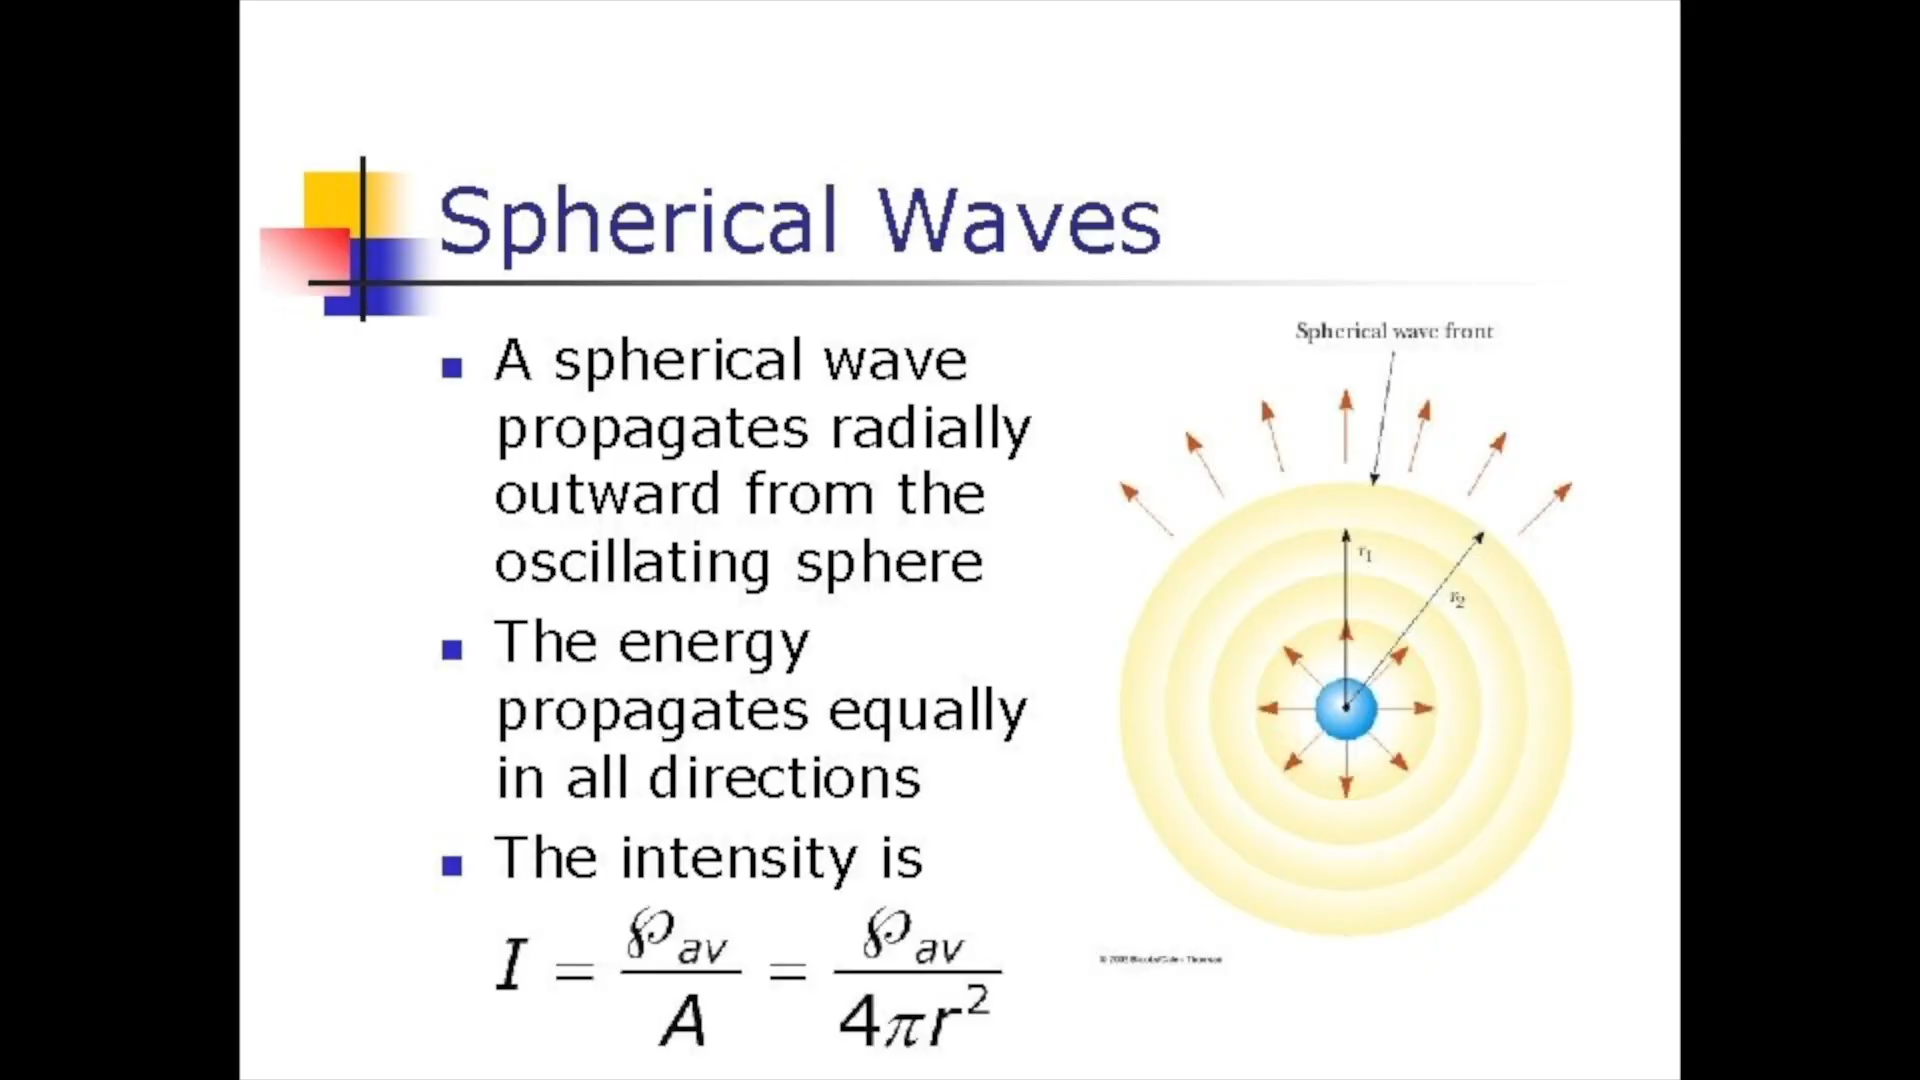 Spherical Waves
A spherical wave
propagates radially
outward from the
oscillating sphere
The energy
propagates equally
in all directions
The intensity is
I = ℘av/A = ℘av/4πr²
Spherical wave front
r₁
r₂